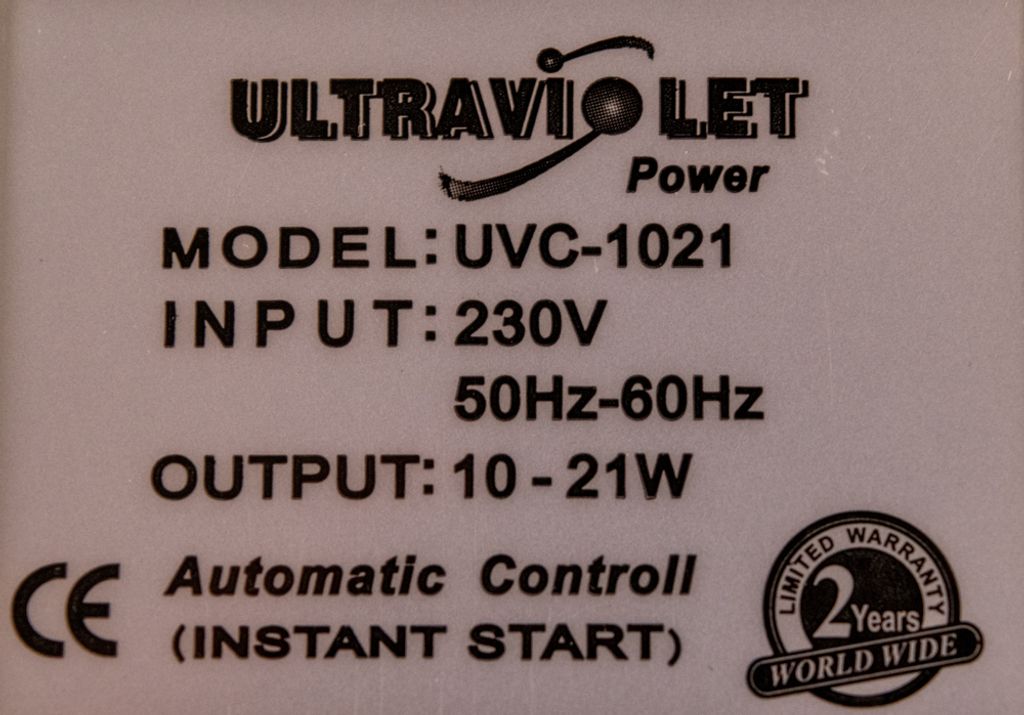 ULTRAVIOLET
Power
MODEL: UVC-1021
INPUT: 230V
50Hz-60Hz
OUTPUT: 10 - 21W
CE
Automatic Controll
(INSTANT START)
LIMITED WARRANTY
2 Years
WORLD WIDE